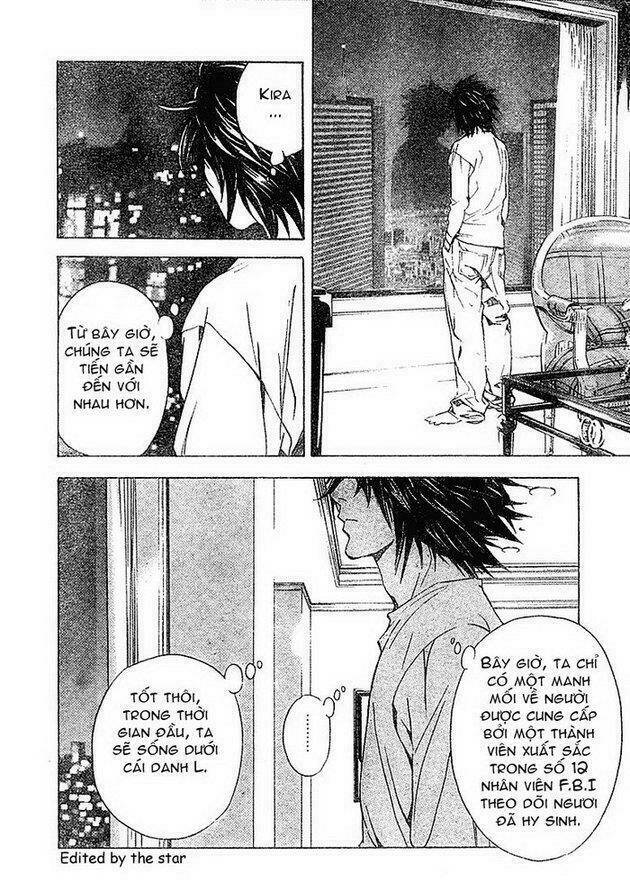 KIRA
...
TỪ BÂY GIỜ,
CHÚNG TA SẼ
TIẾN GẦN
ĐẾN VỚI
NHAU HƠN.
BÂY GIỜ, TA CHỈ
CÓ MỘT MANH
MỐI VỀ NGƯỜI
ĐƯỢC CUNG CẤP
BỞI MỘT THÀNH
VIÊN XUẤT SẮC
TRONG SỐ 12
NHÂN VIÊN F.B.I
THEO DÕI NGƯƠI
ĐÃ HY SINH.
........
TỐT THÔI,
TRONG THỜI
GIAN ĐẦU, TA
SẼ SỐNG DƯỚI
CÁI DANH L.
Edited by the star